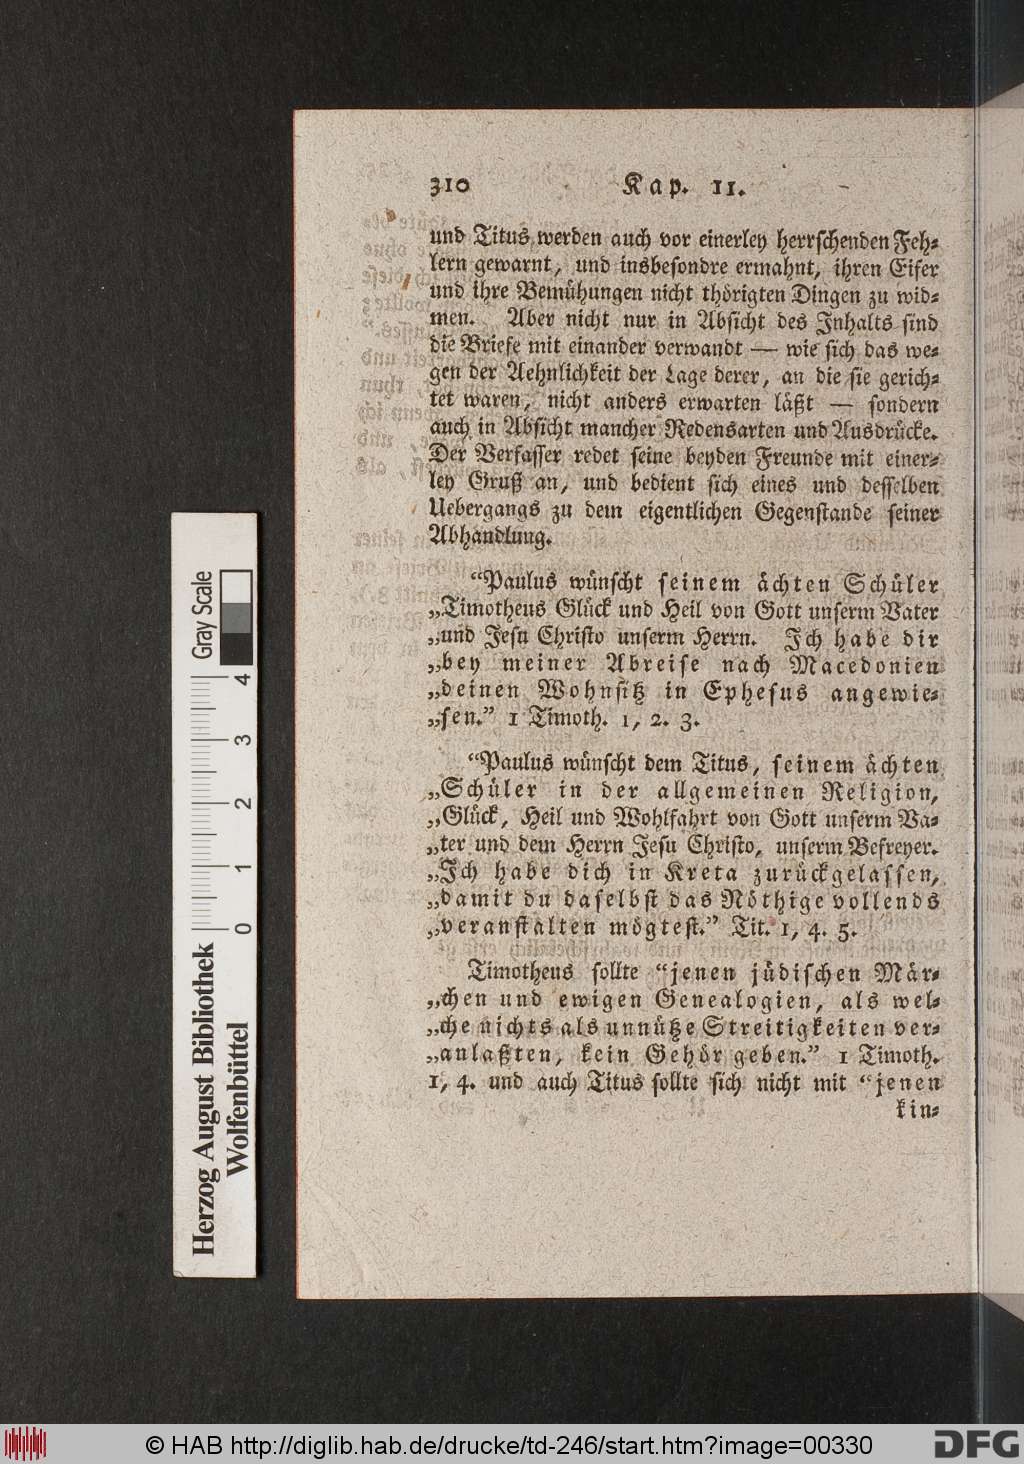 310 Kap. 11.
und Titus werden auch vor einerley herrschenden Feh-
lern gewarnt, und insbesondre ermahnt, ihren Eifer
und ihre Bemühungen nicht thörigten Dingen zu wid-
men. Aber nicht nur in Absicht des Inhalts sind
die Briefe mit einander verwandt — wie sich das we-
gen der Aehnlichkeit der Lage derer, an die sie gerich-
tet waren, nicht anders erwarten läßt — sondern
auch in Absicht mancher Redensarten und Ausdrücke.
Der Verfasser redet seine beyden Freunde mit einer-
ley Gruß an, und bedient sich eines und desselben
Uebergangs zu dem eigentlichen Gegenstande seiner
Abhandlung.
“Paulus wünscht seinem ächten Schüler
„Timotheus Glück und Heil von Gott unserm Vater
„und Jesu Christo unserm Herrn. Ich habe dir
„bey meiner Abreise nach Macedonien
„deinen Wohnsitz in Ephesus angewie-
„sen.” 1 Timoth. 1, 2. 3.
“Paulus wünscht dem Titus, seinem ächten
„Schüler in der allgemeinen Religion,
„Glück, Heil und Wohlfahrt von Gott unserm Va-
„ter und dem Herrn Jesu Christo, unserm Befreyer.
„Ich habe dich in Kreta zurückgelassen,
„damit du daselbst das Nöthige vollends
„veranstalten mögtest.” Tit. 1, 4. 5.
Timotheus sollte “jenen jüdischen Mär-
„chen und ewigen Genealogien, als wel-
„che nichts als unnütze Streitigkeiten ver-
„anlaßten, kein Gehör geben.” 1 Timoth.
1, 4. und auch Titus sollte sich nicht mit “jenen
kin-
Herzog August Bibliothek
Wolfenbüttel
Gray Scale
0 1 2 3 4
© HAB http://diglib.hab.de/drucke/td-246/start.htm?image=00330
DFG